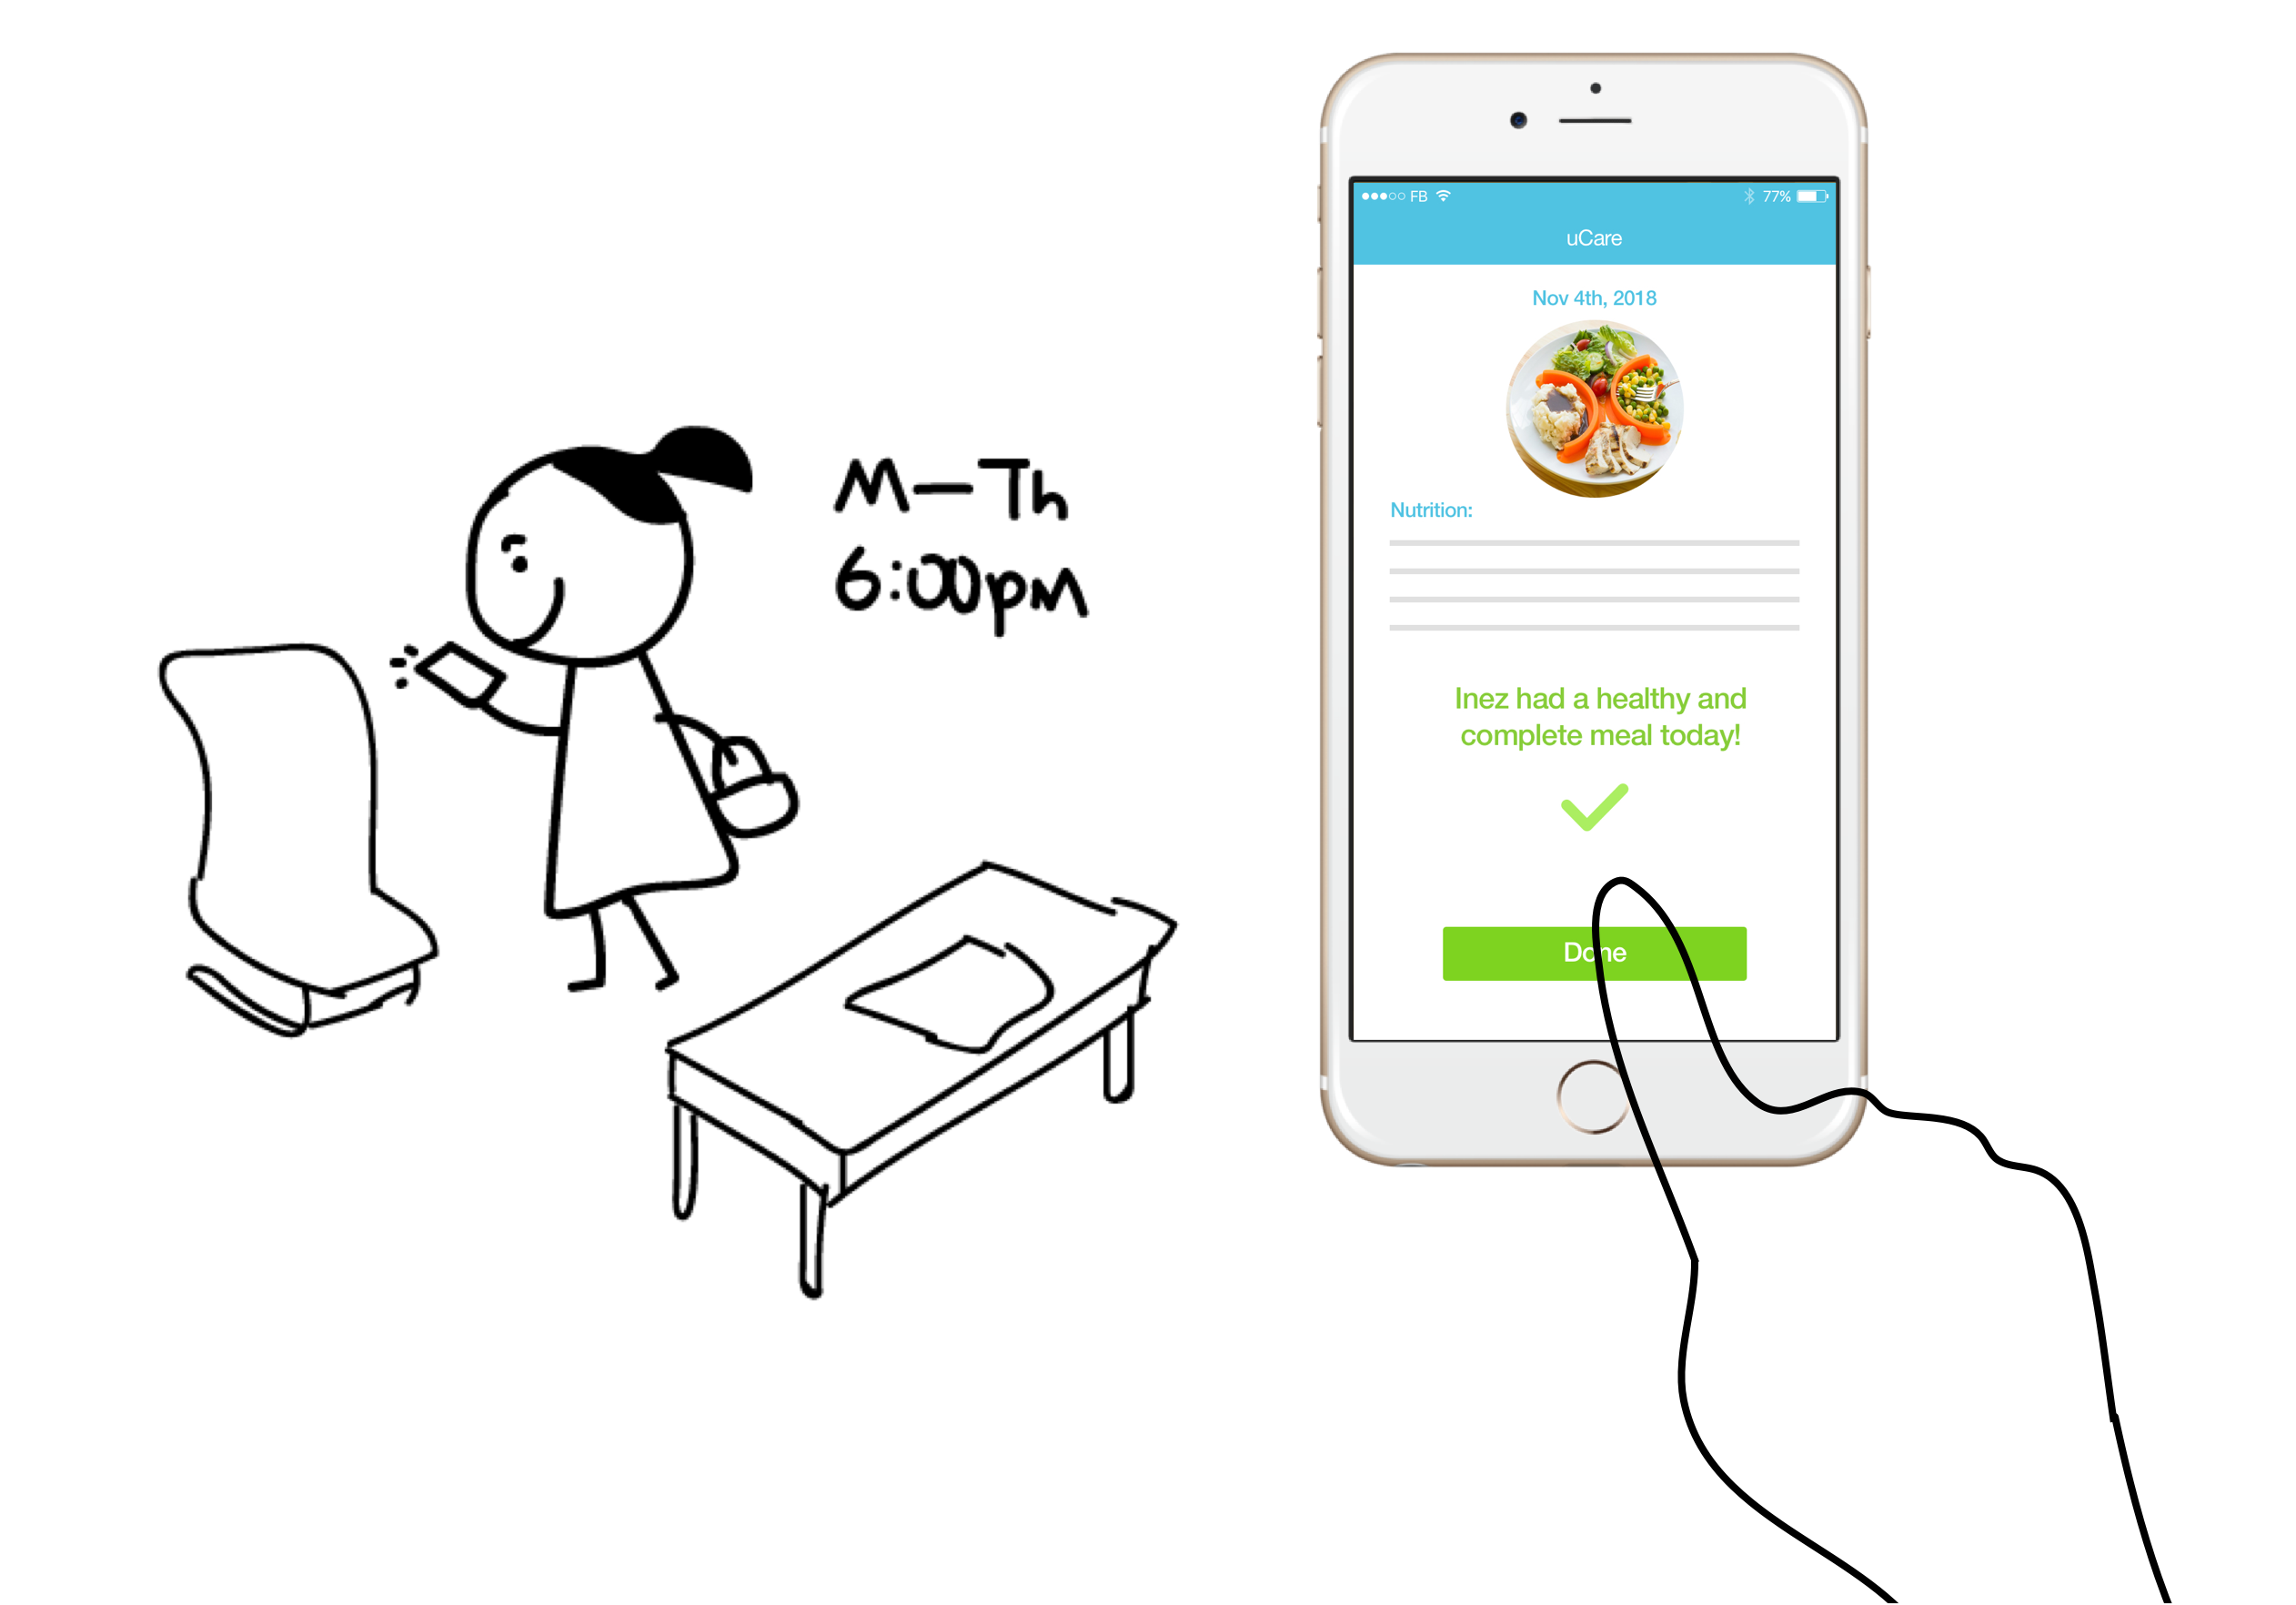 M—Th
6:00pm
FB 77%
uCare
Nov 4th, 2018
Nutrition:
Inez had a healthy and
complete meal today!
Done